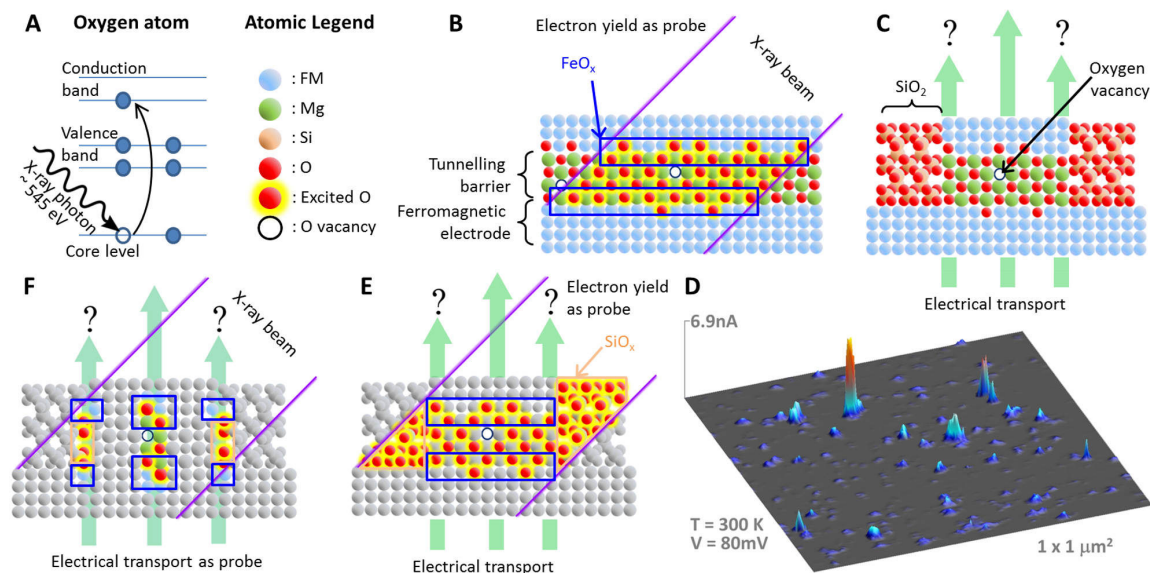 A
Oxygen atom
Atomic Legend
Conduction
band
Valence
band
X-ray photon
~ 545 eV
Core level
: FM
: Mg
: Si
: O
: Excited O
: O vacancy
B
Electron yield as probe
FeOx
X-ray beam
Tunnelling
barrier
Ferromagnetic
electrode
C
? ?
SiO2
Oxygen
vacancy
Electrical transport
F
? ?
X-ray beam
Electrical transport as probe
E
? ?
Electron yield
as probe
SiOx
Electrical transport
D
6.9nA
T = 300 K
V = 80mV
1 x 1 μm²